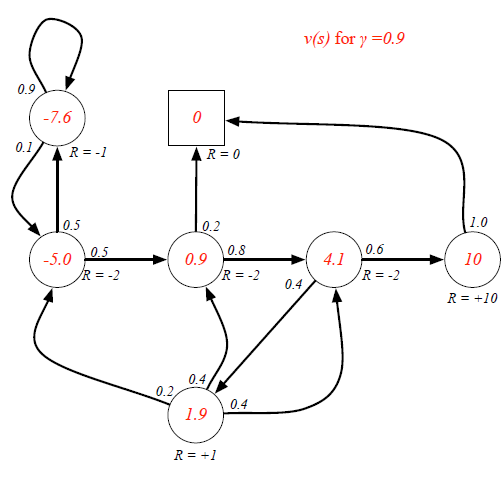 v(s) for γ =0.9
0.9
-7.6
0
0.1
R = -1
R = 0
0.5
0.2
1.0
-5.0
0.5
R = -2
0.9
0.8
R = -2
4.1
0.6
R = -2
10
R = +10
0.4
0.2
0.4
0.4
1.9
R = +1